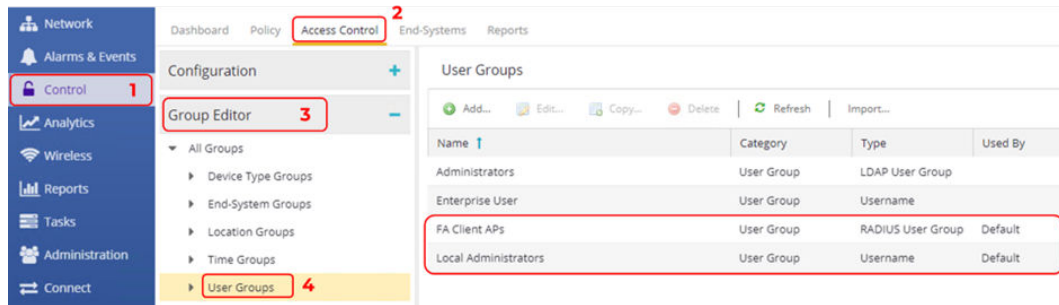 Network
Alarms & Events
Control 1
Analytics
Wireless
Reports
Tasks
Administration
Connect
2
Dashboard Policy Access Control End-Systems Reports
Configuration
Group Editor 3
All Groups
Device Type Groups
End-System Groups
Location Groups
Time Groups
User Groups 4
User Groups
Add... Edit... Copy... Delete Refresh Import...
Name Category Type Used By
Administrators User Group LDAP User Group
Enterprise User User Group Username
FA Client APs User Group RADIUS User Group Default
Local Administrators User Group Username Default